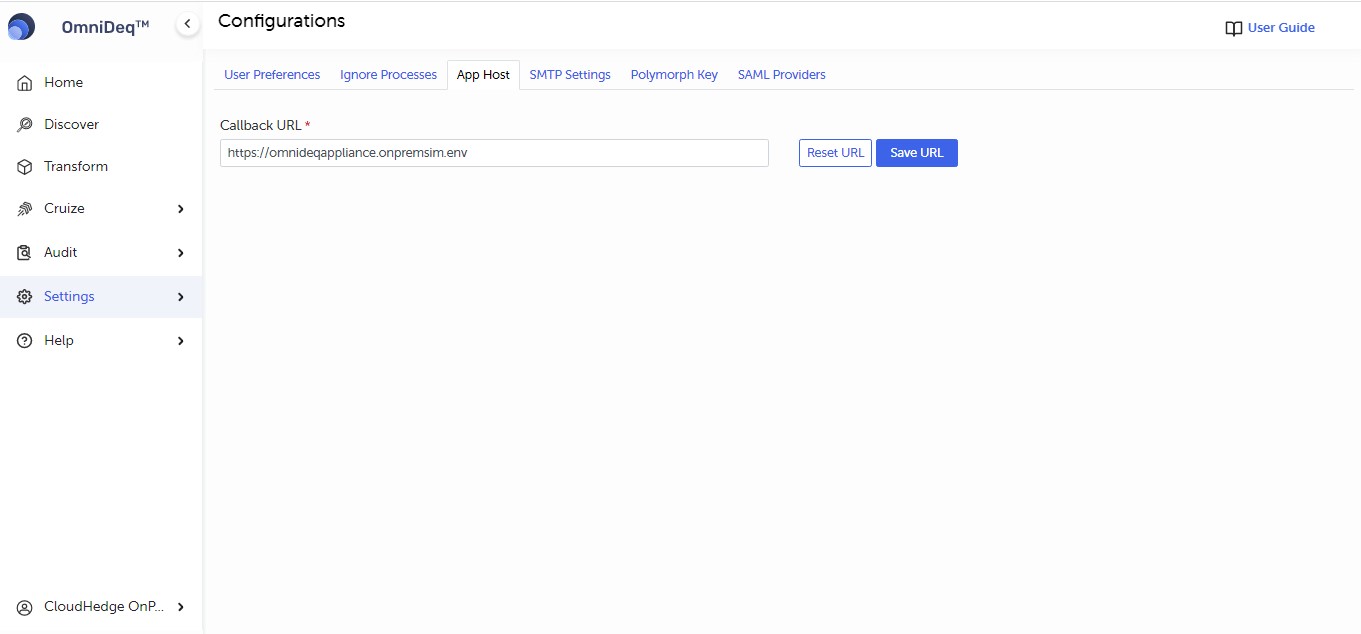 OmniDeq™
Configurations
User Guide
Home
Discover
Transform
Cruize
Audit
Settings
Help
CloudHedge OnP...
User Preferences
Ignore Processes
App Host
SMTP Settings
Polymorph Key
SAML Providers
Callback URL *
https://omnideqappliance.onpremsim.env
Reset URL
Save URL